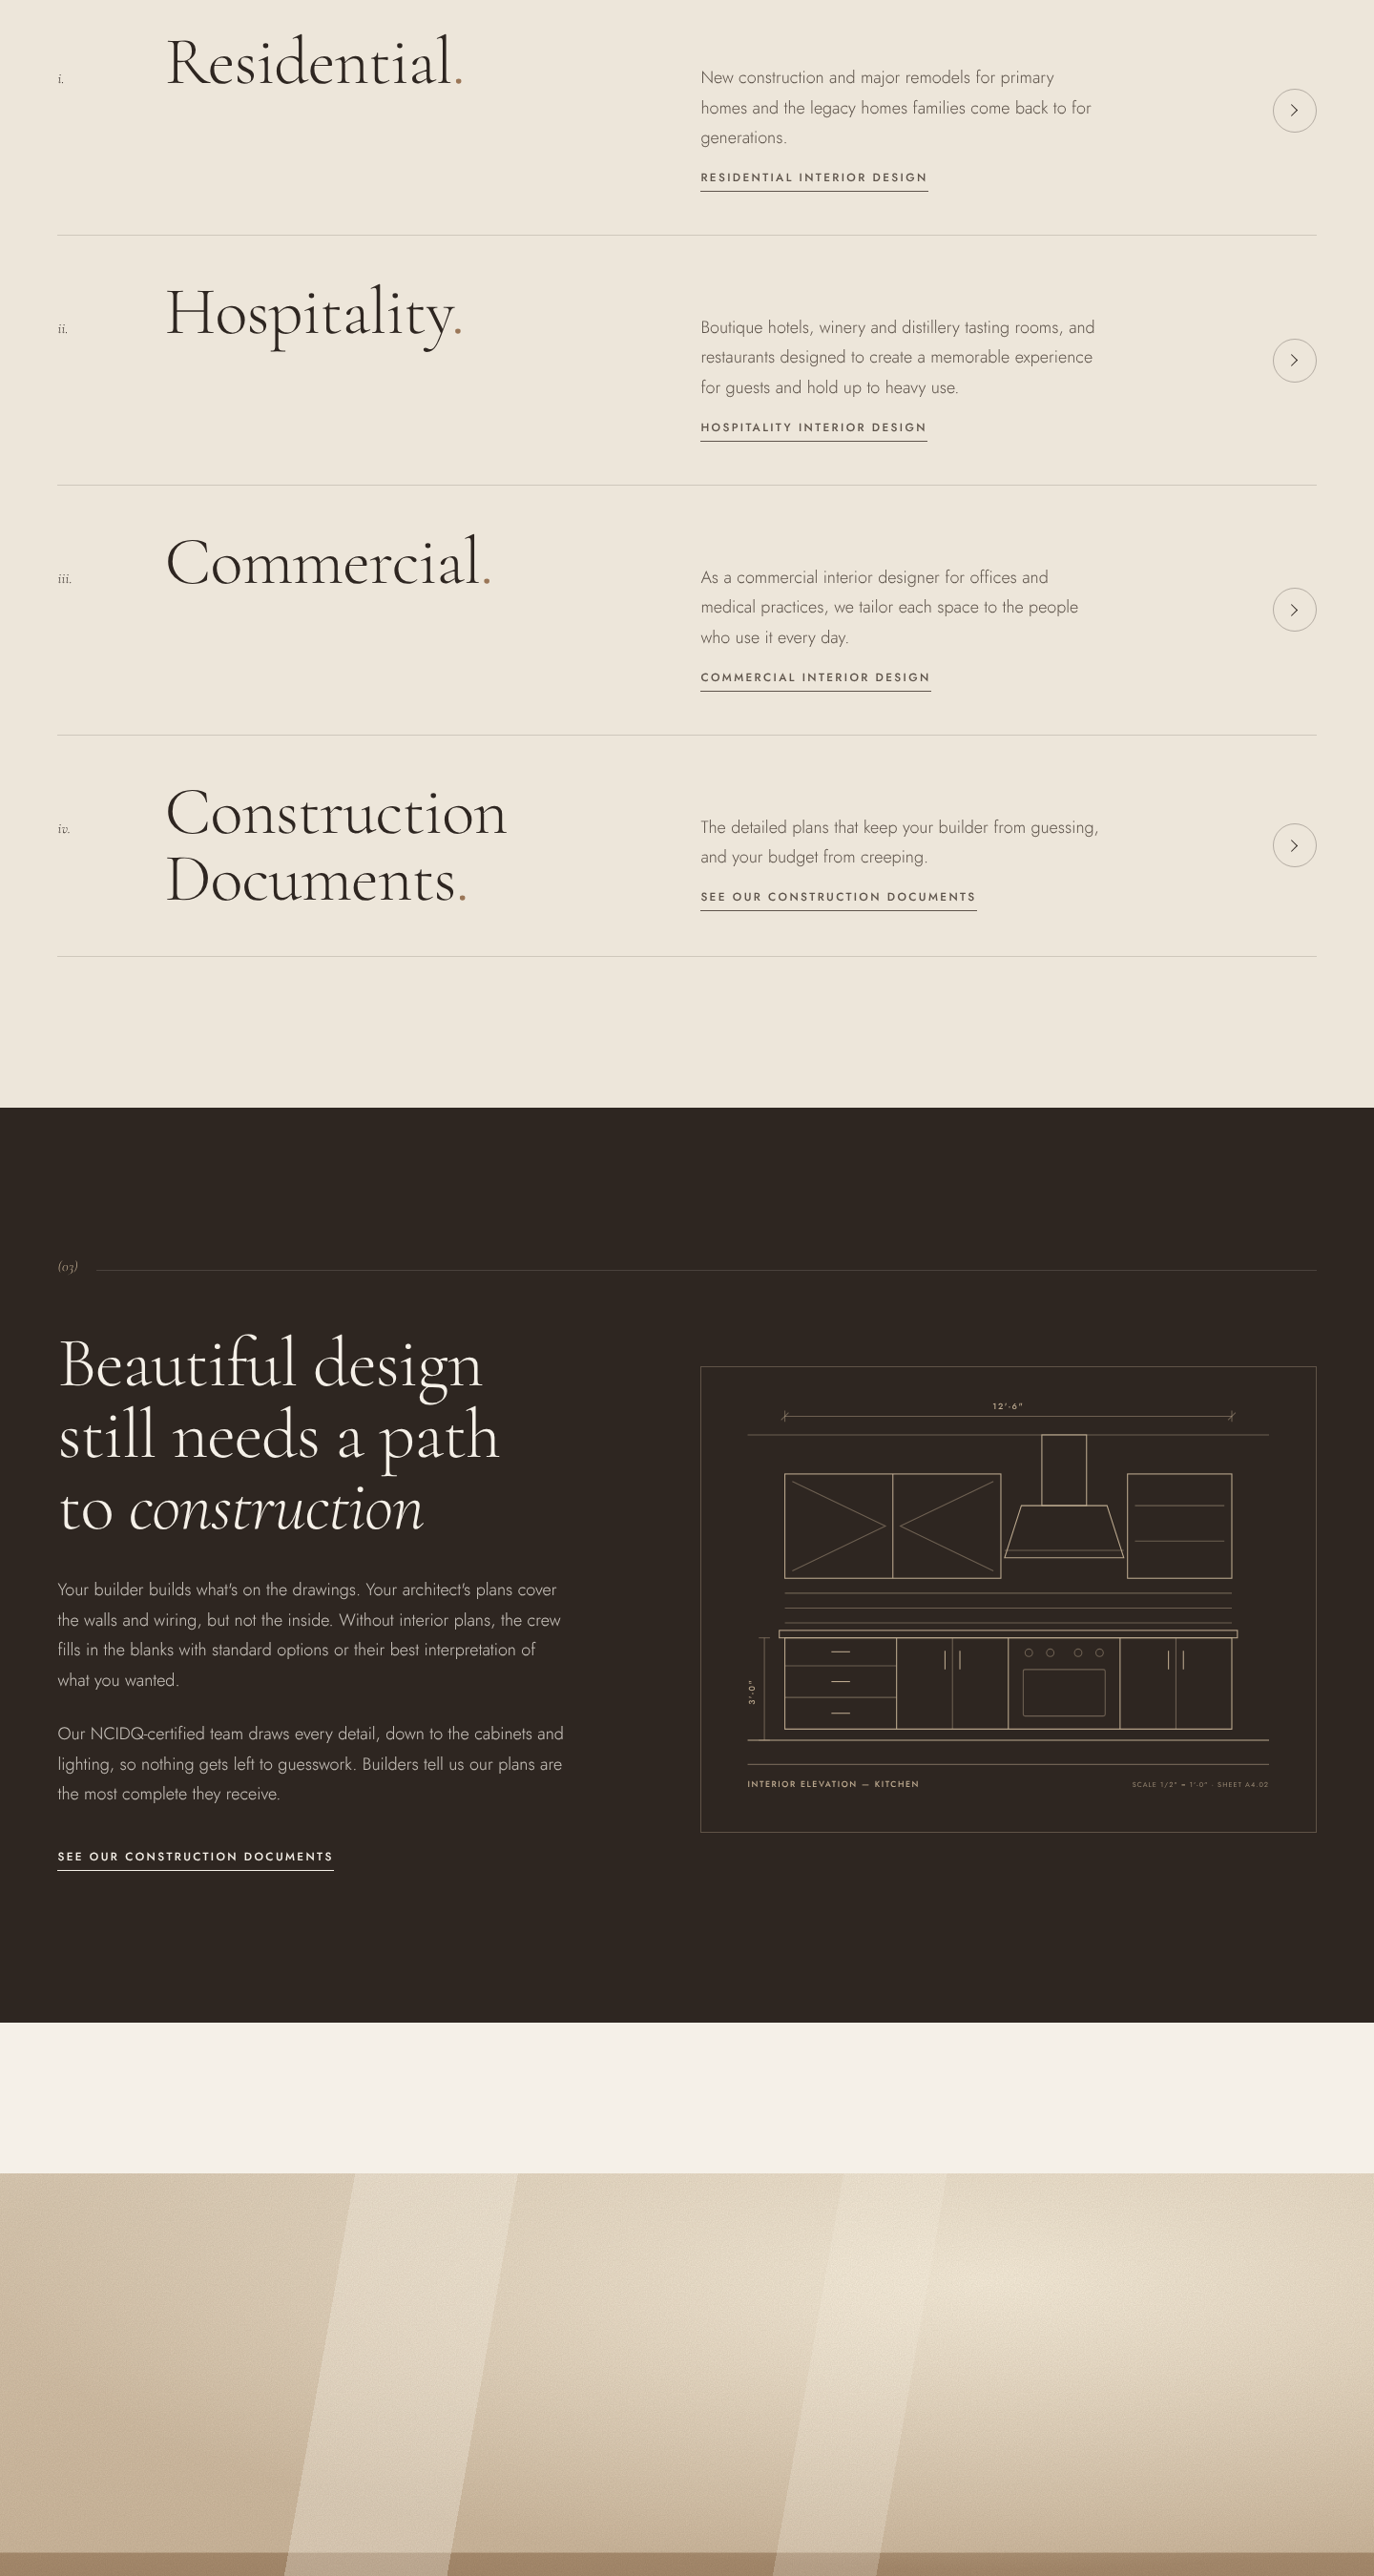 i.
Residential.
New construction and major remodels for primary
homes and the legacy homes families come back to for
generations.
RESIDENTIAL INTERIOR DESIGN
ii.
Hospitality.
Boutique hotels, winery and distillery tasting rooms, and
restaurants designed to create a memorable experience
for guests and hold up to heavy use.
HOSPITALITY INTERIOR DESIGN
iii.
Commercial.
As a commercial interior designer for offices and
medical practices, we tailor each space to the people
who use it every day.
COMMERCIAL INTERIOR DESIGN
iv.
Construction
Documents.
The detailed plans that keep your builder from guessing,
and your budget from creeping.
SEE OUR CONSTRUCTION DOCUMENTS
(03)
Beautiful design
still needs a path
to construction
Your builder builds what's on the drawings. Your architect's plans cover
the walls and wiring, but not the inside. Without interior plans, the crew
fills in the blanks with standard options or their best interpretation of
what you wanted.
Our NCIDQ-certified team draws every detail, down to the cabinets and
lighting, so nothing gets left to guesswork. Builders tell us our plans are
the most complete they receive.
SEE OUR CONSTRUCTION DOCUMENTS
12'-6"
3'-0"
INTERIOR ELEVATION — KITCHEN
SCALE 1/2" = 1'-0" · SHEET A4.02